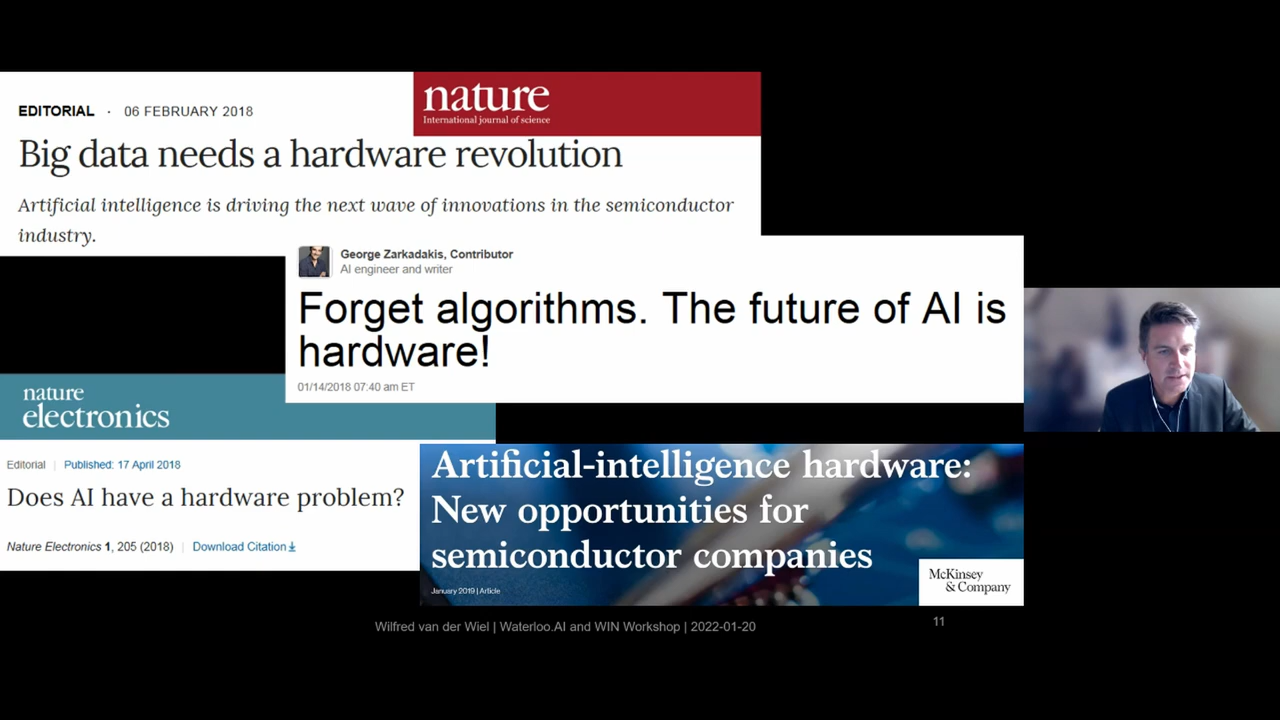 nature
International journal of science
EDITORIAL · 06 FEBRUARY 2018
Big data needs a hardware revolution
Artificial intelligence is driving the next wave of innovations in the semiconductor
industry.
George Zarkadakis, Contributor
AI engineer and writer
Forget algorithms. The future of AI is
hardware!
01/14/2018 07:40 am ET
nature
electronics
Editorial | Published: 17 April 2018
Does AI have a hardware problem?
Nature Electronics 1, 205 (2018) | Download Citation
Artificial-intelligence hardware:
New opportunities for
semiconductor companies
January 2019 | Article
McKinsey
& Company
Wilfred van der Wiel | Waterloo.AI and WIN Workshop | 2022-01-20
11